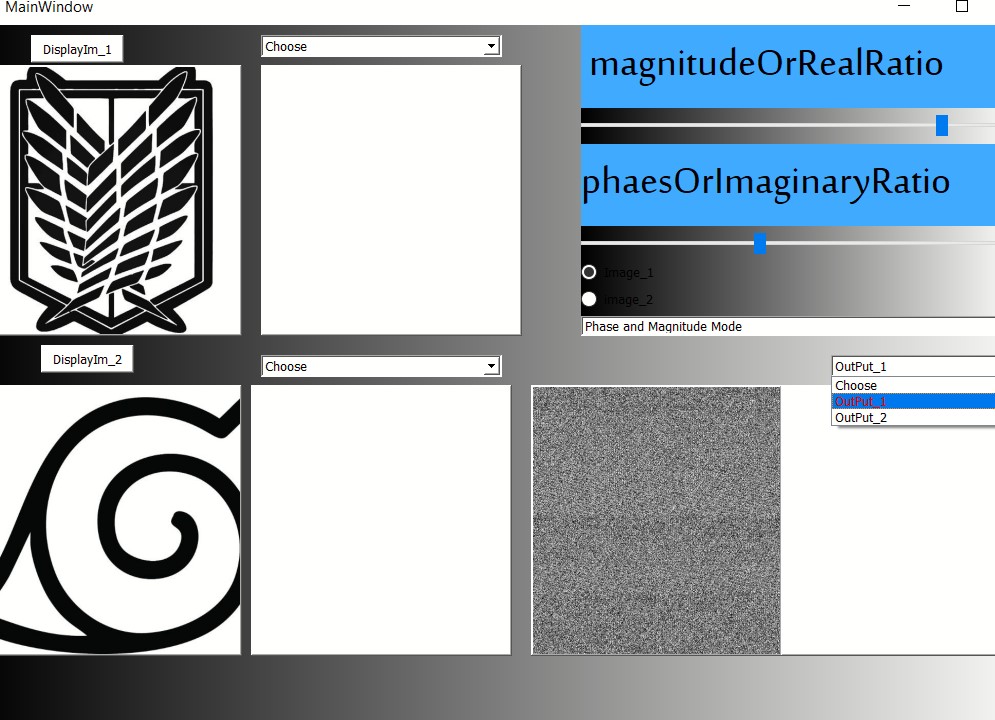 MainWindow
DisplayIm_1
Choose
magnitudeOrRealRatio
phaesOrImaginaryRatio
Image_1
image_2
Phase and Magnitude Mode
DisplayIm_2
Choose
OutPut_1
Choose
OutPut_1
OutPut_2